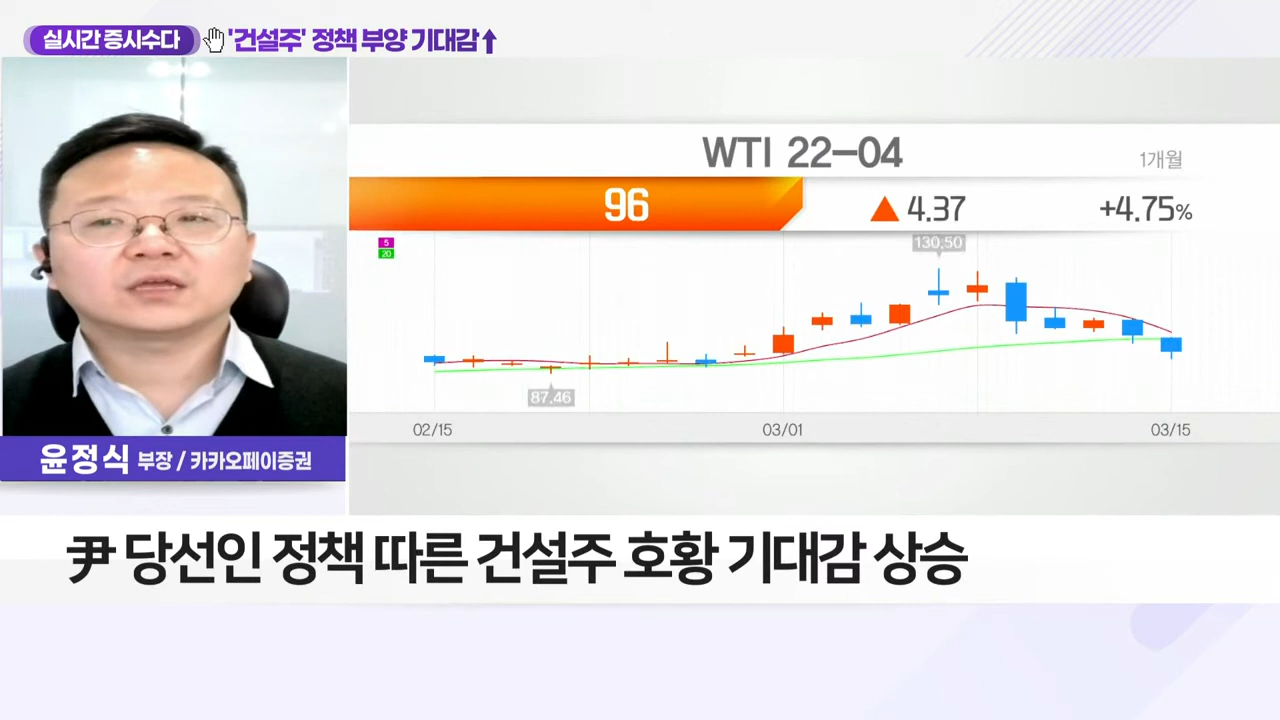 실시간 증시수다 '건설주' 정책 부양 기대감↑
WTI 22-04
1개월
96 ▲ 4.37 +4.75%
5
20
130.50
87.46
02/15 03/01 03/15
윤정식 부장 / 카카오페이증권
尹 당선인 정책 따른 건설주 호황 기대감 상승